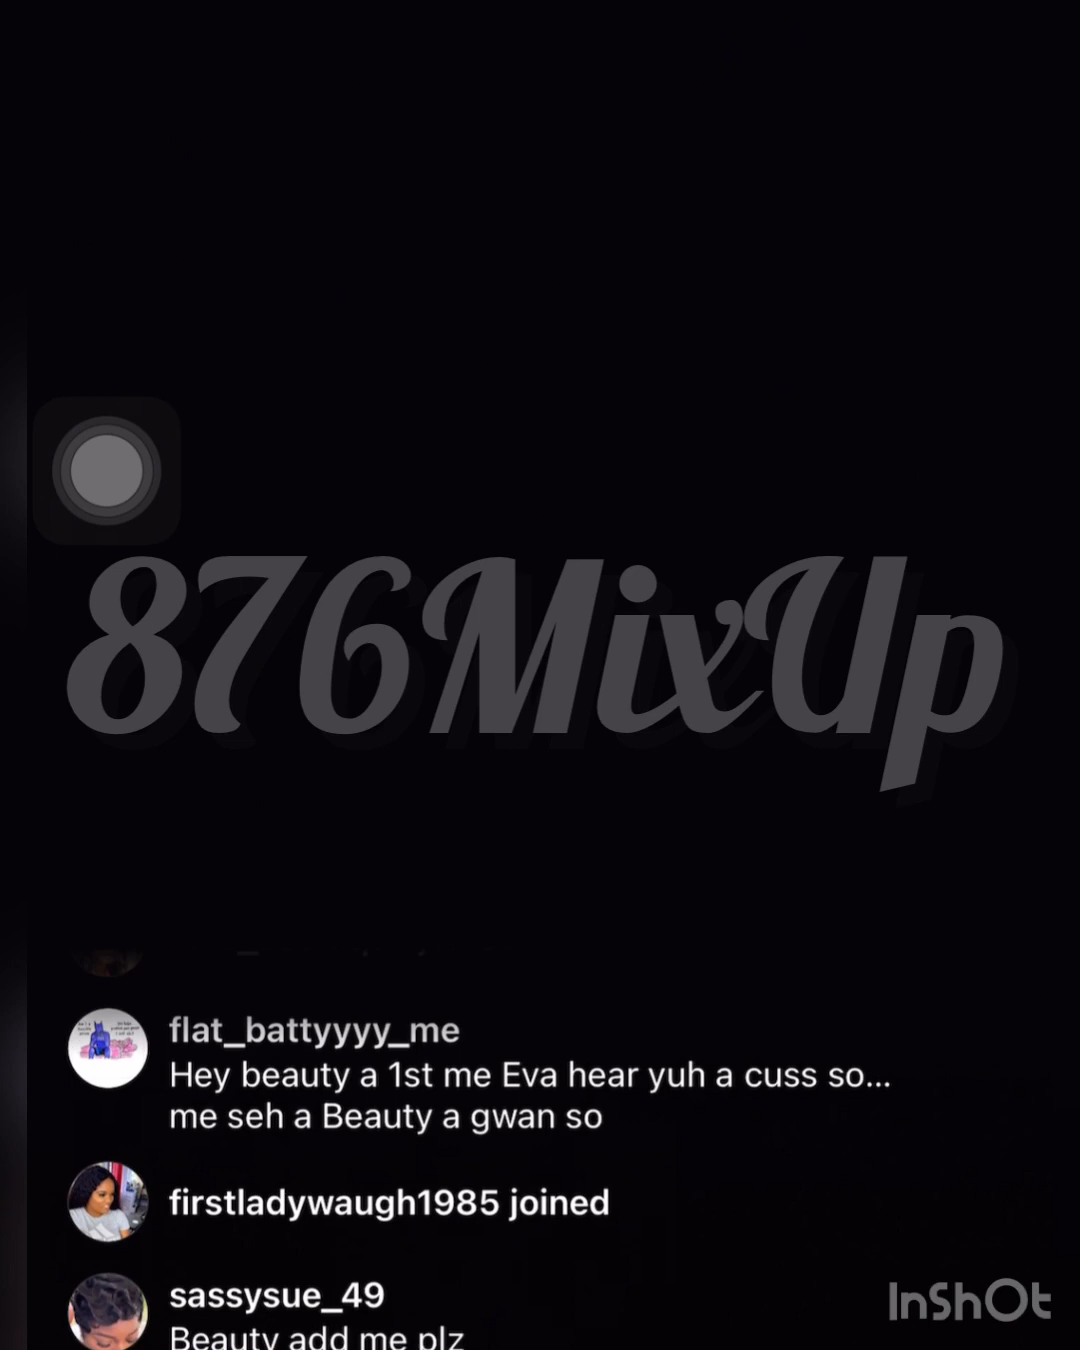 876MixUp
flat_battyyyy_me
Hey beauty a 1st me Eva hear yuh a cuss so...
me seh a Beauty a gwan so
firstladywaugh1985 joined
sassysue_49
Beauty add me plz
InShOt